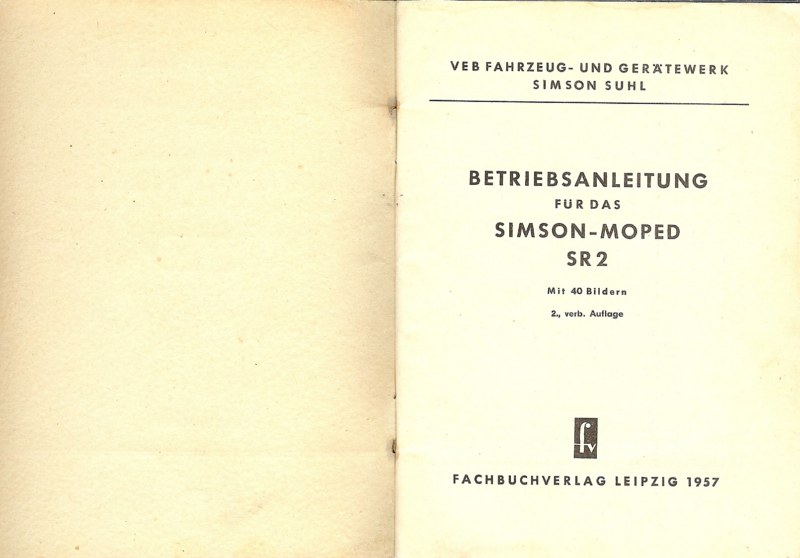 VEB FAHRZEUG- UND GERÄTEWERK
SIMSON SUHL
BETRIEBSANLEITUNG
FÜR DAS
SIMSON-MOPED
SR 2
Mit 40 Bildern
2., verb. Auflage
fv
FACHBUCHVERLAG LEIPZIG 1957